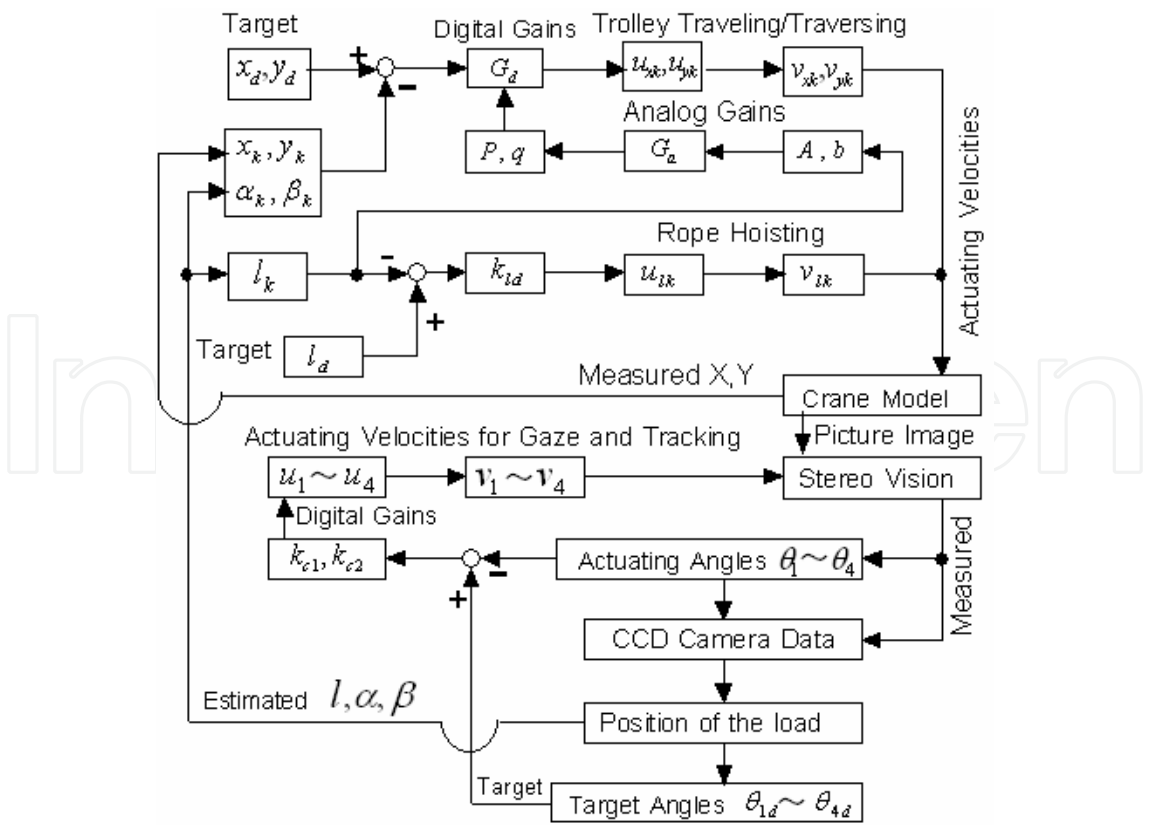 Target
Digital Gains
Trolley Traveling/Traversing
x_d, y_d
+
−
G_d
u_xk, u_yk
v_xk, v_yk
Analog Gains
x_k, y_k
α_k, β_k
P, q
G_a
A, b
Actuating Velocities
Rope Hoisting
l_k
−
k_ld
u_lk
v_lk
+
Target
l_d
Measured X,Y
Crane Model
Picture Image
Actuating Velocities for Gaze and Tracking
u_1~u_4
v_1~v_4
Stereo Vision
Digital Gains
k_c1, k_c2
−
+
Actuating Angles θ_1~θ_4
Measured
CCD Camera Data
Estimated l, α, β
Position of the load
Target
Target Angles θ_1d~θ_4d